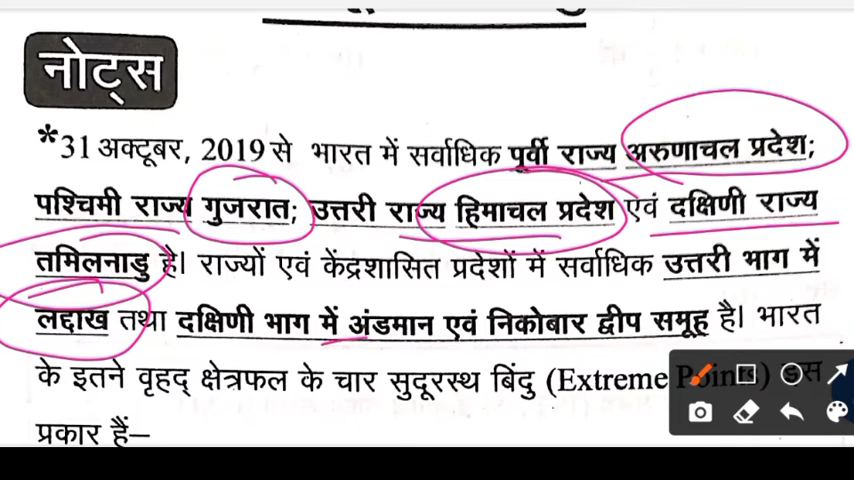 नोट्स
*31 अक्टूबर, 2019 से भारत में सर्वाधिक पूर्वी राज्य अरुणाचल प्रदेश;
पश्चिमी राज्य गुजरात; उत्तरी राज्य हिमाचल प्रदेश एवं दक्षिणी राज्य
तमिलनाडु है। राज्यों एवं केंद्रशासित प्रदेशों में सर्वाधिक उत्तरी भाग में
लद्दाख तथा दक्षिणी भाग में अंडमान एवं निकोबार द्वीप समूह है। भारत
के इतने वृहद् क्षेत्रफल के चार सुदूरस्थ बिंदु (Extreme Points) इस
प्रकार हैं–